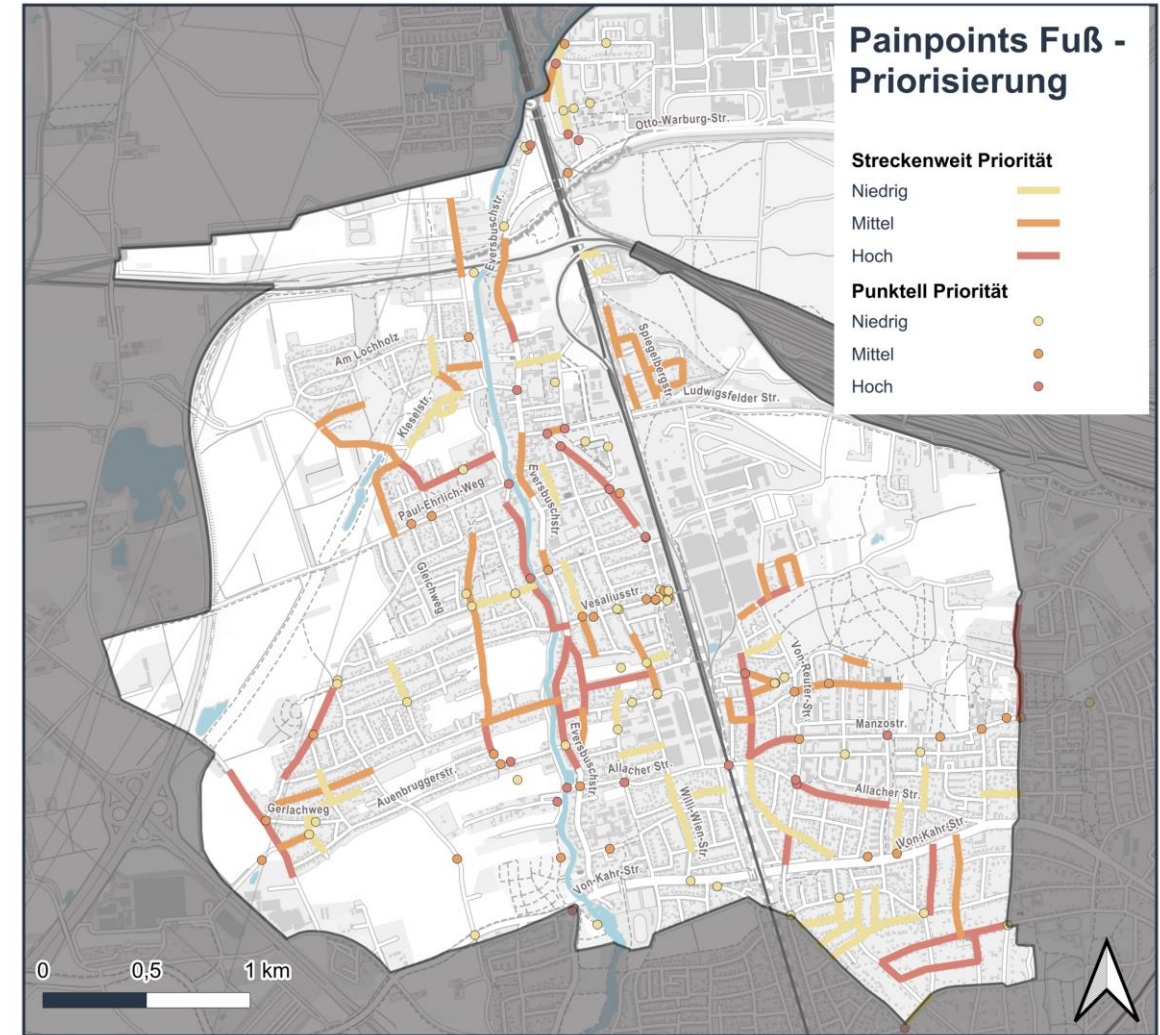 Painpoints Fuß -
Priorisierung
Streckenweit Priorität
Niedrig
Mittel
Hoch
Punktell Priorität
Niedrig
Mittel
Hoch
Otto-Warburg-Str.
Eversbuschstr.
Am Lochholz
Spiegelbergstr.
Ludwigsfelder Str.
Kleselstr.
Eversbuschstr.
Paul-Ehrlich-Weg
Gleichweg
Vesaliusstr.
Von-Reuter-Str.
Manzostr.
Eversbuschstr.
Auenbruggerstr.
Allacher Str.
Allacher Str.
Gerlachweg
Willi-Wien-Str.
Von-Kahr-Str.
Von-Kahr-Str.
0 0,5 1 km